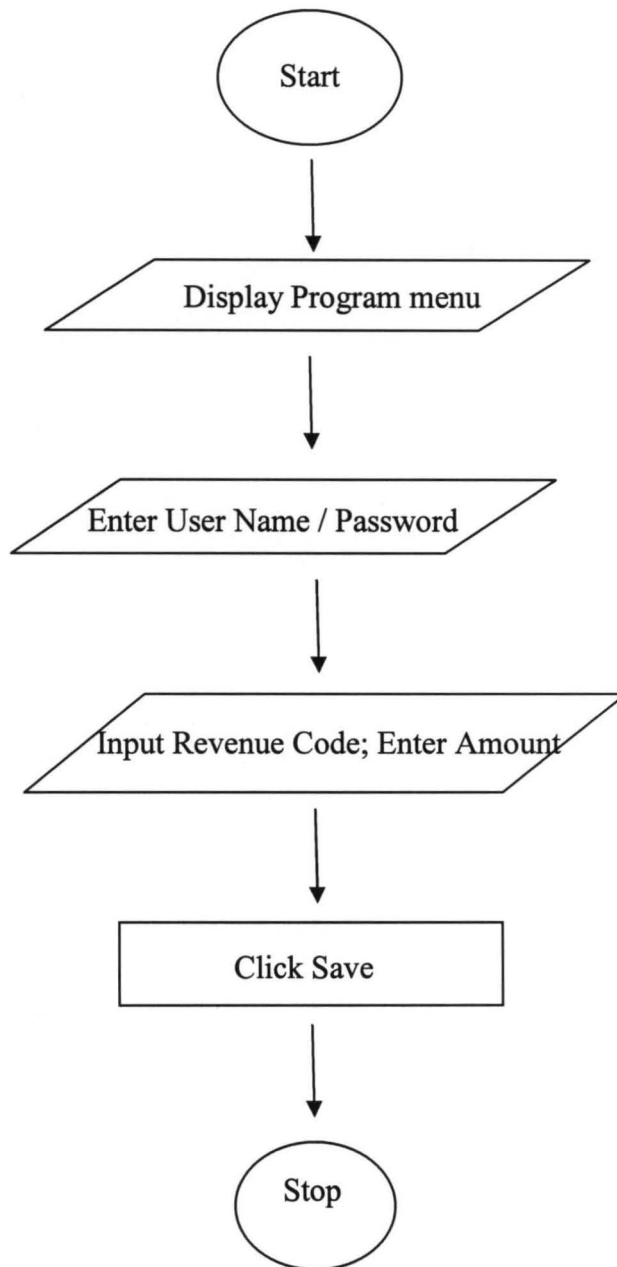 Start
Display Program menu
Enter User Name / Password
Input Revenue Code; Enter Amount
Click Save
Stop